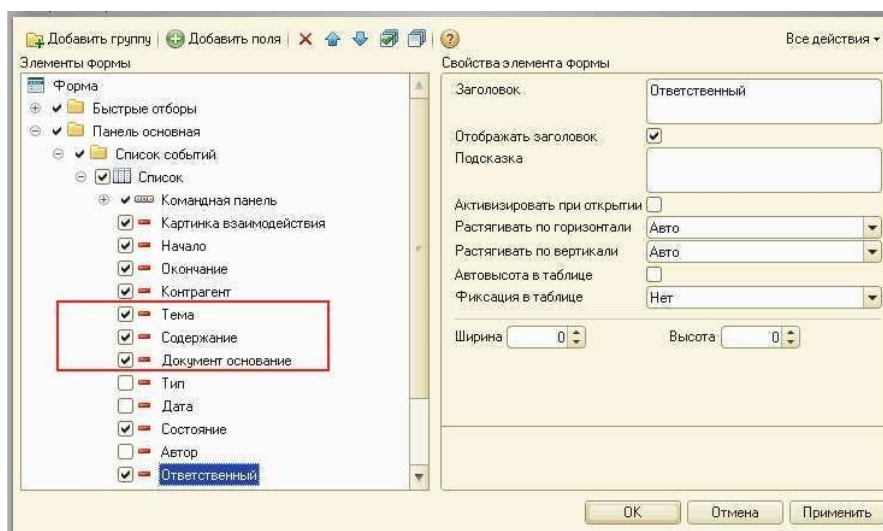 Добавить группу Добавить поля Все действия
Элементы формы
Форма
Быстрые отборы
Панель основная
Список событий
Список
Командная панель
Картинка взаимодействия
Начало
Окончание
Контрагент
Тема
Содержание
Документ основание
Тип
Дата
Состояние
Автор
Ответственный
Свойства элемента формы
Заголовок Ответственный
Отображать заголовок
Подсказка
Активизировать при открытии
Растягивать по горизонтали Авто
Растягивать по вертикали Авто
Автовысота в таблице
Фиксация в таблице Нет
Ширина 0 Высота 0
OK Отмена Применить